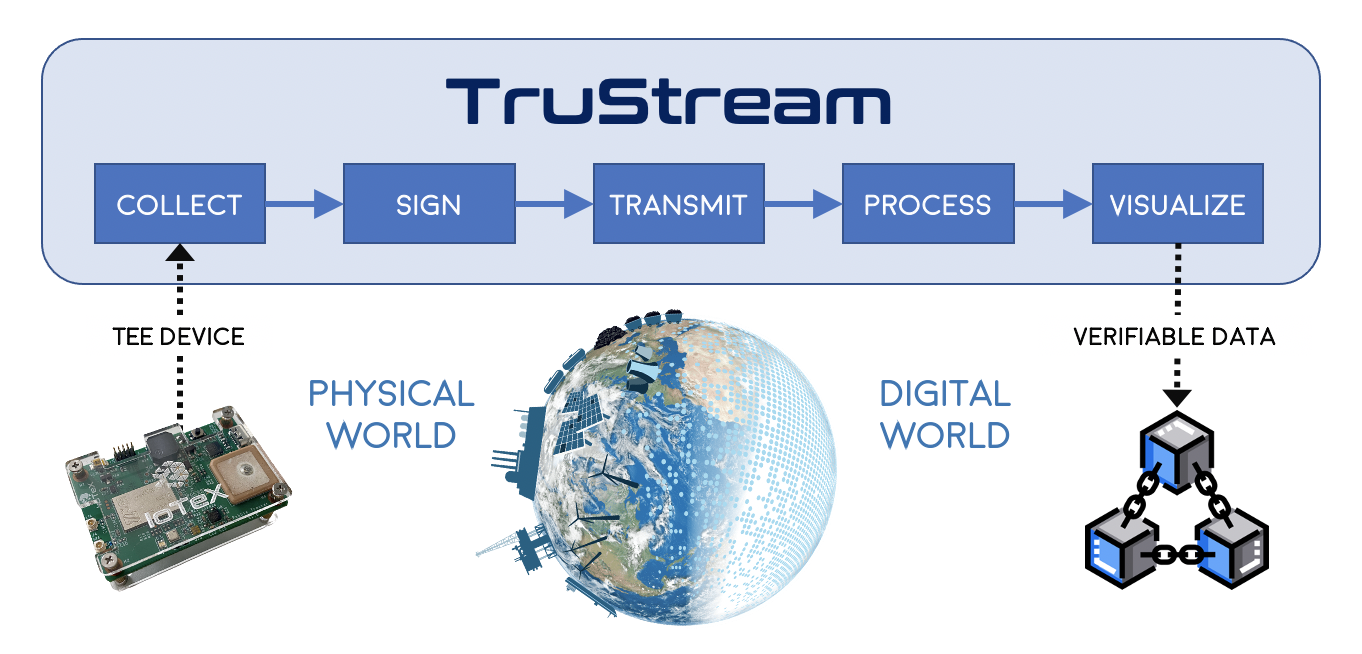 TruStream
COLLECT
SIGN
TRANSMIT
PROCESS
VISUALIZE
TEE DEVICE
VERIFIABLE DATA
PHYSICAL
WORLD
DIGITAL
WORLD
IoTeX